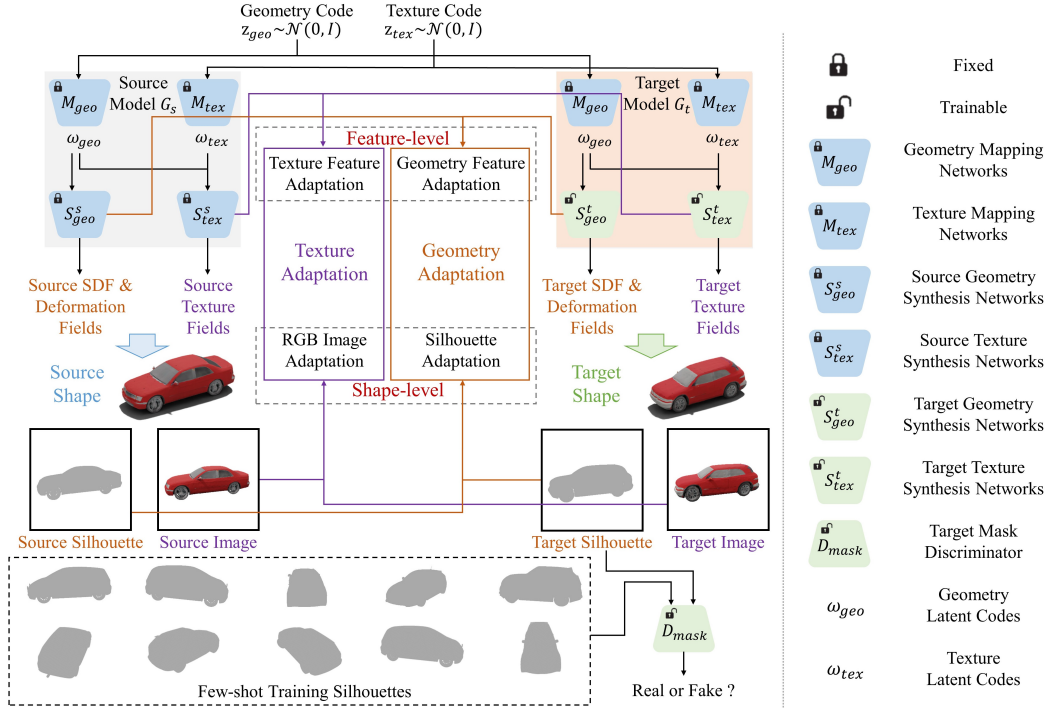 Geometry Code
z_geo~𝒩(0, I)
Texture Code
z_tex~𝒩(0, I)
M_geo
Source
Model G_s
M_tex
M_geo
Target
Model G_t
M_tex
ω_geo
ω_tex
ω_geo
ω_tex
Feature-level
Texture Feature
Adaptation
Geometry Feature
Adaptation
S^s_geo
S^s_tex
S^t_geo
S^t_tex
Texture
Adaptation
Geometry
Adaptation
Source SDF &
Deformation
Fields
Source
Texture
Fields
Target SDF &
Deformation
Fields
Target
Texture
Fields
RGB Image
Adaptation
Silhouette
Adaptation
Shape-level
Source
Shape
Target
Shape
Source Silhouette
Source Image
Target Silhouette
Target Image
D_mask
Real or Fake ?
Few-shot Training Silhouettes
Fixed
Trainable
M_geo
Geometry Mapping
Networks
M_tex
Texture Mapping
Networks
S^s_geo
Source Geometry
Synthesis Networks
S^s_tex
Source Texture
Synthesis Networks
S^t_geo
Target Geometry
Synthesis Networks
S^t_tex
Target Texture
Synthesis Networks
D_mask
Target Mask
Discriminator
ω_geo
Geometry
Latent Codes
ω_tex
Texture
Latent Codes